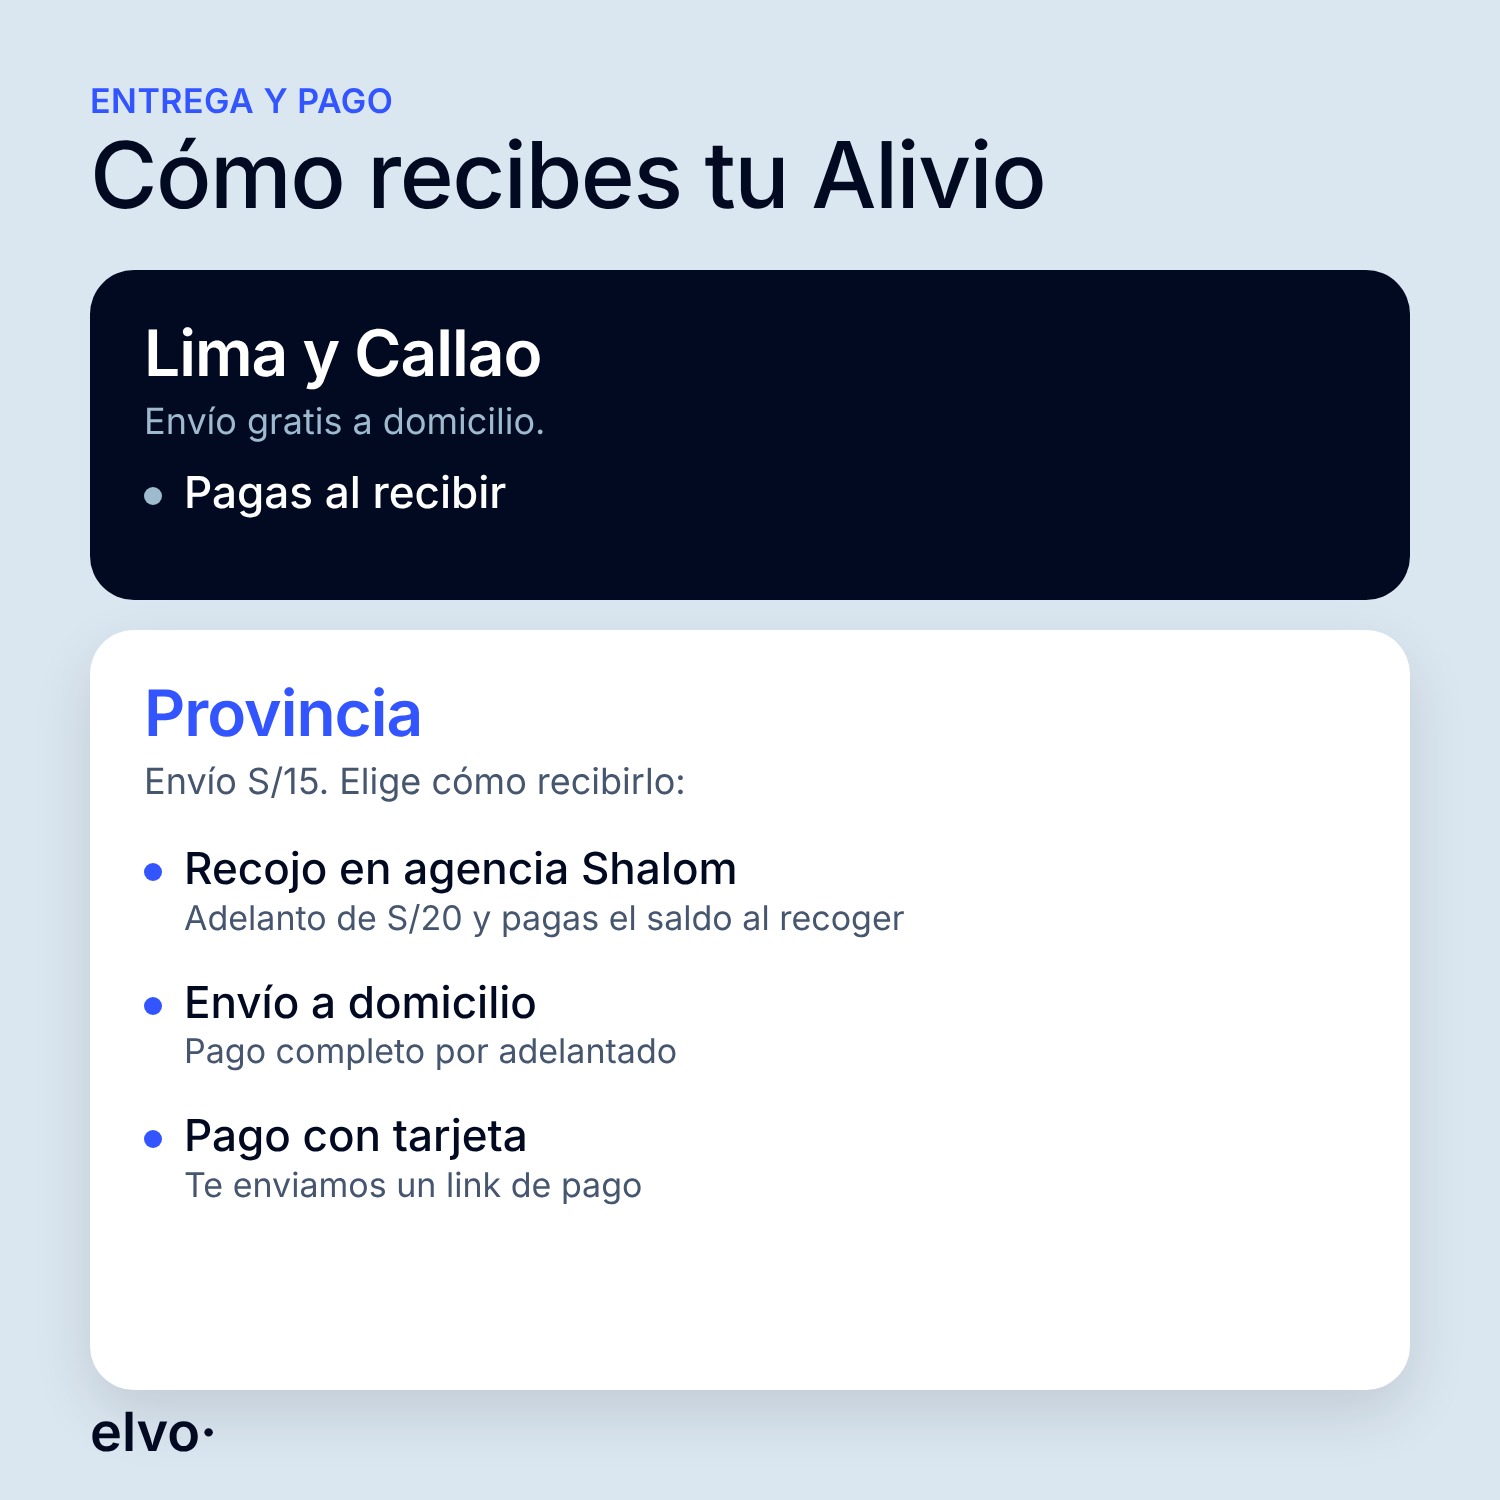 ENTREGA Y PAGO
Cómo recibes tu Alivio
Lima y Callao
Envío gratis a domicilio.
• Pagas al recibir
Provincia
Envío S/15. Elige cómo recibirlo:
• Recojo en agencia Shalom
Adelanto de S/20 y pagas el saldo al recoger
• Envío a domicilio
Pago completo por adelantado
• Pago con tarjeta
Te enviamos un link de pago
elvo·